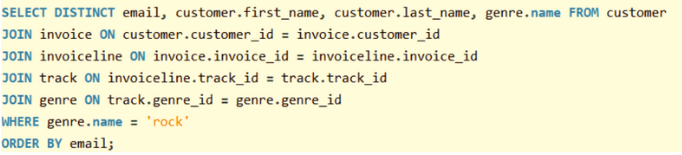 SELECT DISTINCT email, customer.first_name, customer.last_name, genre.name FROM customer
JOIN invoice ON customer.customer_id = invoice.customer_id
JOIN invoiceline ON invoice.invoice_id = invoiceline.invoice_id
JOIN track ON invoiceline.track_id = track.track_id
JOIN genre ON track.genre_id = genre.genre_id
WHERE genre.name = 'rock'
ORDER BY email;